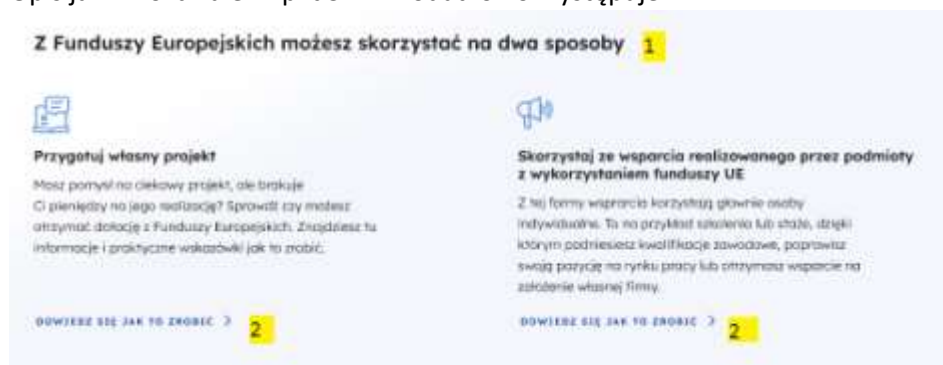 Z Funduszy Europejskich możesz skorzystać na dwa sposoby 1
Przygotuj własny projekt
Masz pomysł na ciekawy projekt, ale brakuje
Ci pieniędzy na jego realizację? Sprawdź czy możesz
otrzymać dotację z Funduszy Europejskich. Znajdziesz tu
informacje i praktyczne wskazówki jak to zrobić.
DOWIEDZ SIĘ JAK TO ZROBIĆ > 2
Skorzystaj ze wsparcia realizowanego przez podmioty
z wykorzystaniem funduszy UE
Z tej formy wsparcia korzystają głównie osoby
indywidualne. To na przykład szkolenia lub staże, dzięki
którym podniesiesz kwalifikacje zawodowe, poprawisz
swoją pozycję na rynku pracy lub otrzymasz wsparcie na
założenie własnej firmy.
DOWIEDZ SIĘ JAK TO ZROBIĆ > 2